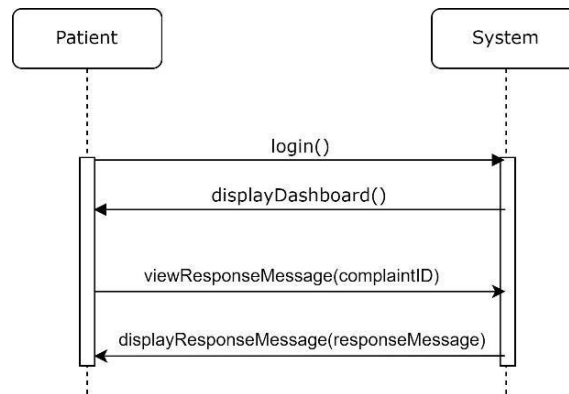 Patient
System
login()
displayDashboard()
viewResponseMessage(complaintID)
displayResponseMessage(responseMessage)